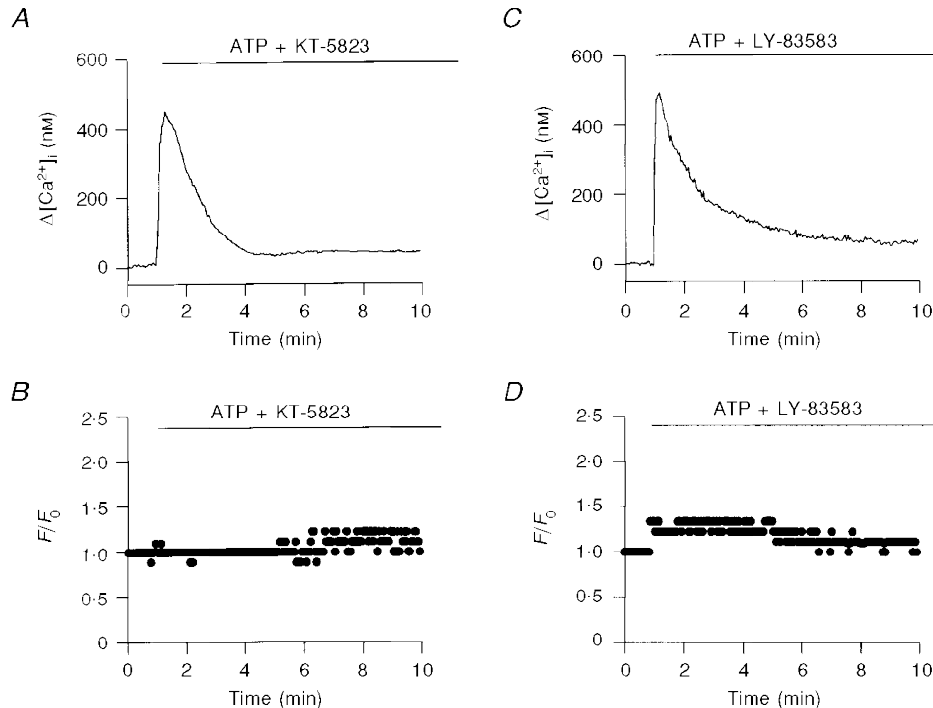 A
ATP + KT-5823
600
400
200
0
Δ[Ca²⁺]ᵢ (nM)
0 2 4 6 8 10
Time (min)
C
ATP + LY-83583
600
400
200
0
Δ[Ca²⁺]ᵢ (nM)
0 2 4 6 8 10
Time (min)
B
ATP + KT-5823
2·5
2·0
1·5
1·0
0·5
0
F/F₀
0 2 4 6 8 10
Time (min)
D
ATP + LY-83583
2·5
2·0
1·5
1·0
0·5
0
F/F₀
0 2 4 6 8 10
Time (min)